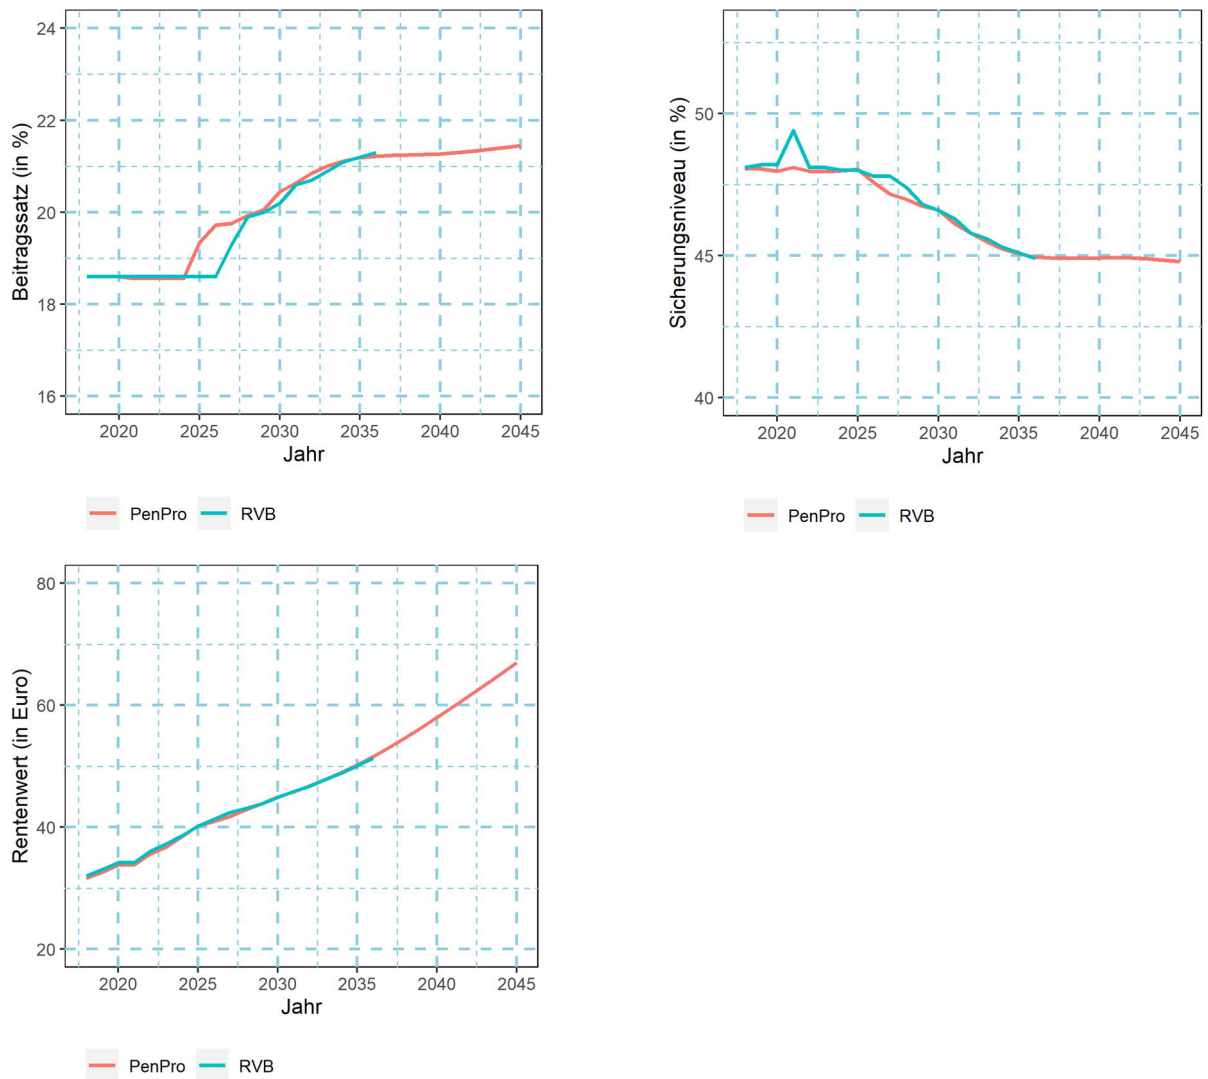 Beitragssatz (in %)
24
22
20
18
16
2020 2025 2030 2035 2040 2045
Jahr
PenPro RVB
Sicherungsniveau (in %)
50
45
40
2020 2025 2030 2035 2040 2045
Jahr
PenPro RVB
Rentenwert (in Euro)
80
60
40
20
2020 2025 2030 2035 2040 2045
Jahr
PenPro RVB